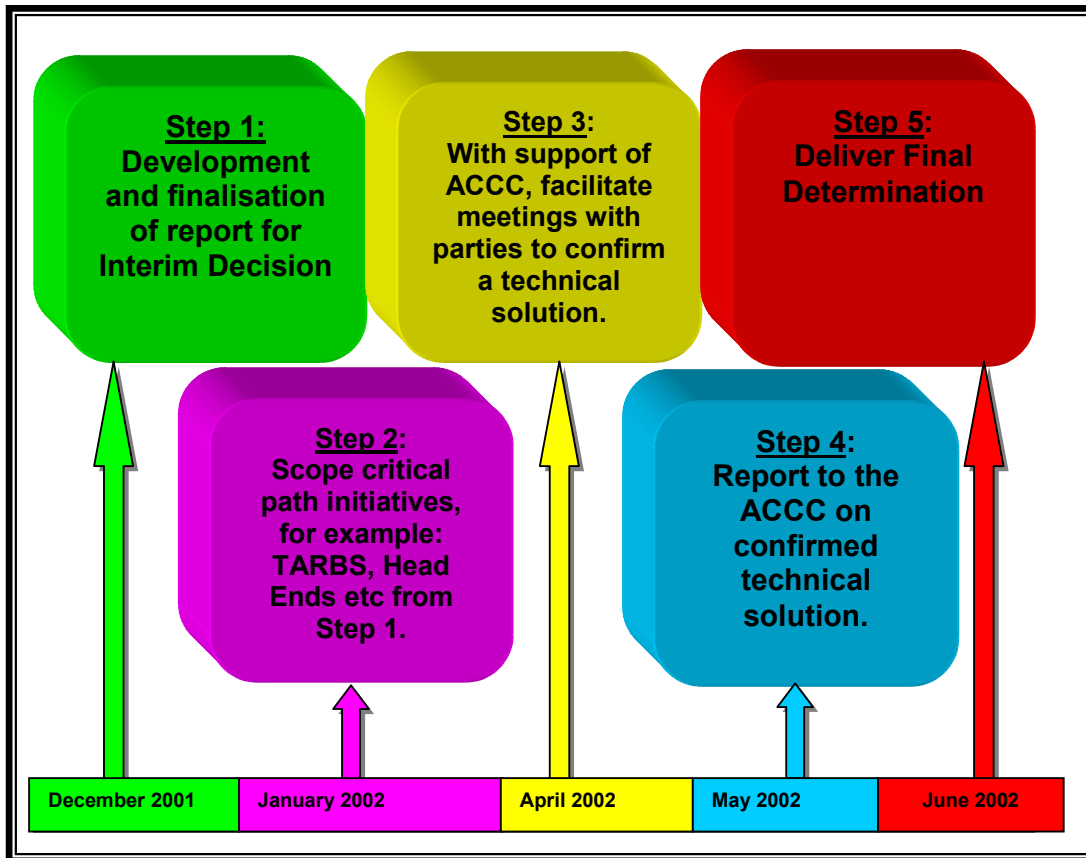 Step 1:
Development
and finalisation
of report for
Interim Decision
Step 2:
Scope critical
path initiatives,
for example:
TARBS, Head
Ends etc from
Step 1.
Step 3:
With support of
ACCC, facilitate
meetings with
parties to confirm
a technical
solution.
Step 4:
Report to the
ACCC on
confirmed
technical
solution.
Step 5:
Deliver Final
Determination
December 2001
January 2002
April 2002
May 2002
June 2002